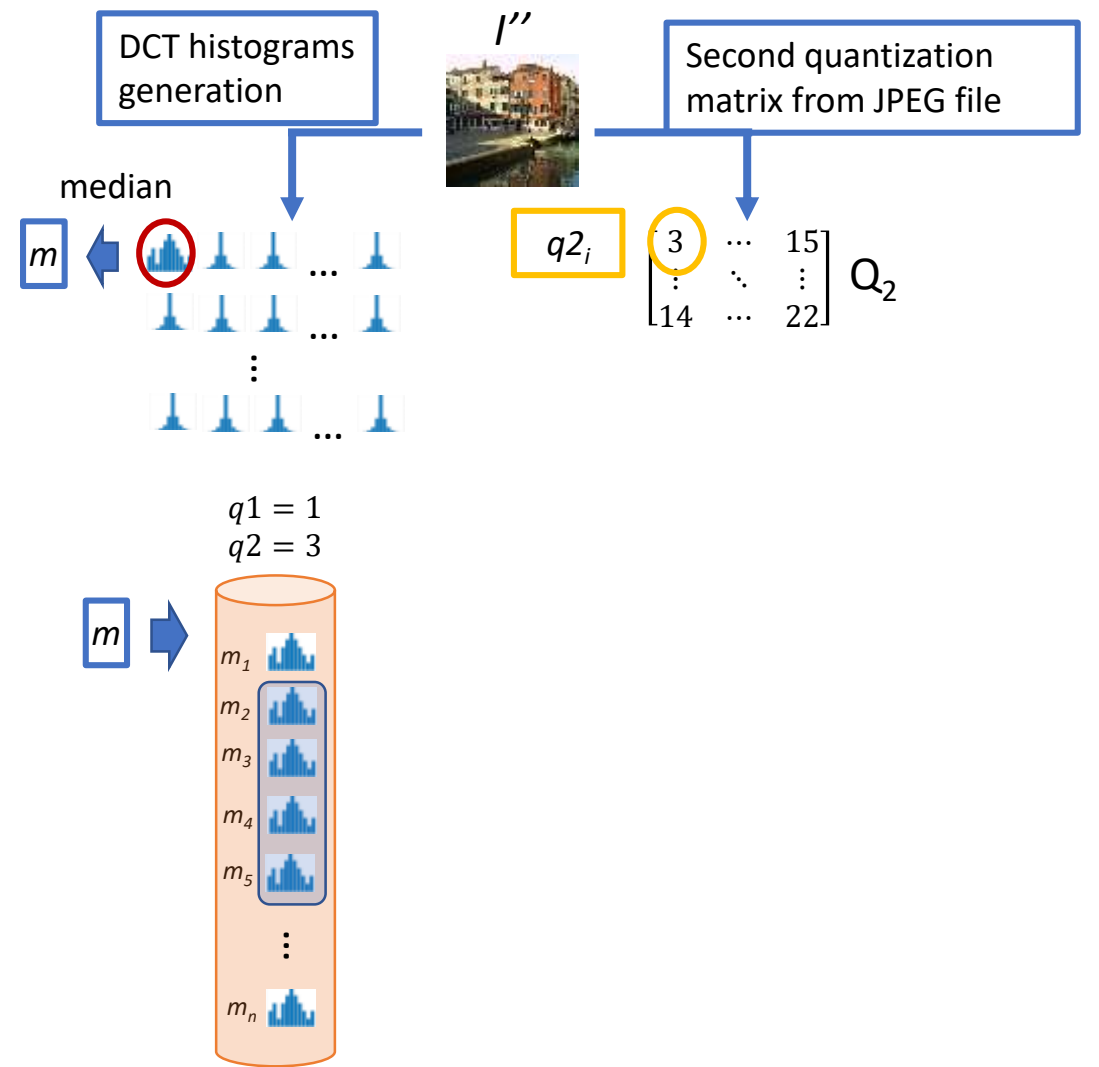 I′′
DCT histograms
generation
Second quantization
matrix from JPEG file
median
m
...
...
⋮
...
q2ᵢ
3 ⋯ 15
⋮ ⋱ ⋮
14 ⋯ 22
Q₂
q1 = 1
q2 = 3
m
m₁
m₂
m₃
m₄
m₅
⋮
mₙ